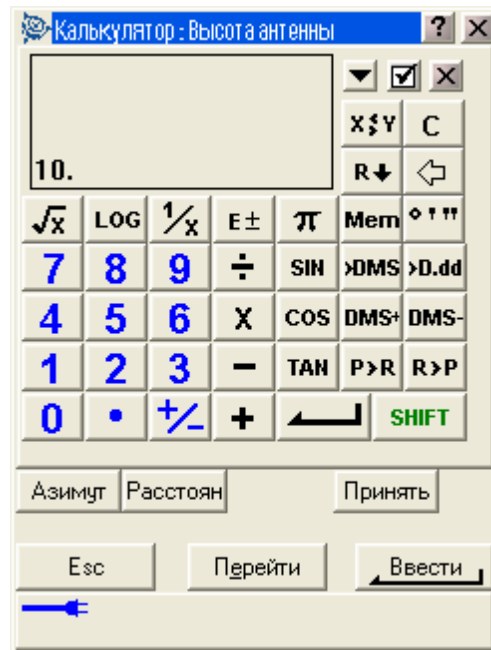 Калькулятор : Высота антенны ? X
X Y C
10. R
√x LOG 1/x E± π Mem ° ' "
7 8 9 ÷ SIN >DMS >D.dd
4 5 6 X COS DMS+ DMS-
1 2 3 − TAN P>R R>P
0 • +/- + SHIFT
Азимут Расстоян Принять
Esc Перейти Ввести